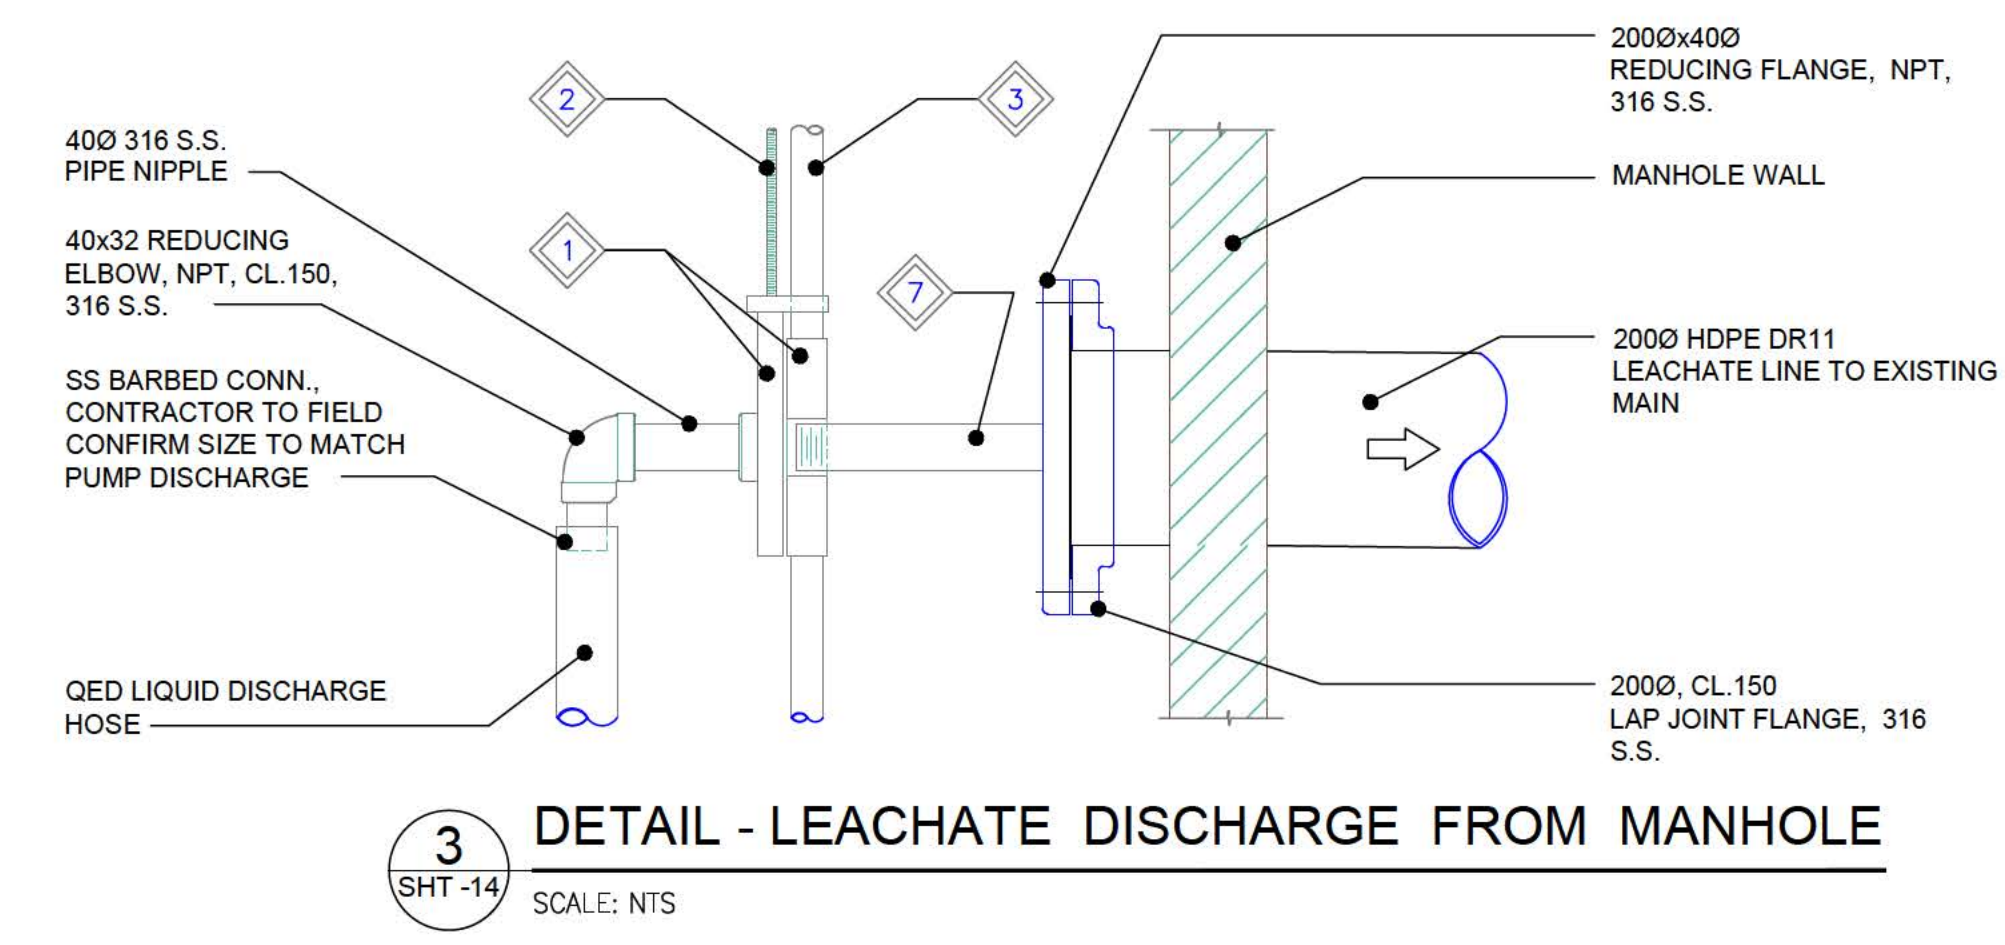 40Ø 316 S.S.
PIPE NIPPLE
40x32 REDUCING
ELBOW, NPT, CL.150,
316 S.S.
SS BARBED CONN.,
CONTRACTOR TO FIELD
CONFIRM SIZE TO MATCH
PUMP DISCHARGE
QED LIQUID DISCHARGE
HOSE
2
3
1
7
200Øx40Ø
REDUCING FLANGE, NPT,
316 S.S.
MANHOLE WALL
200Ø HDPE DR11
LEACHATE LINE TO EXISTING
MAIN
200Ø, CL.150
LAP JOINT FLANGE, 316
S.S.
3
SHT -14
DETAIL - LEACHATE DISCHARGE FROM MANHOLE
SCALE: NTS